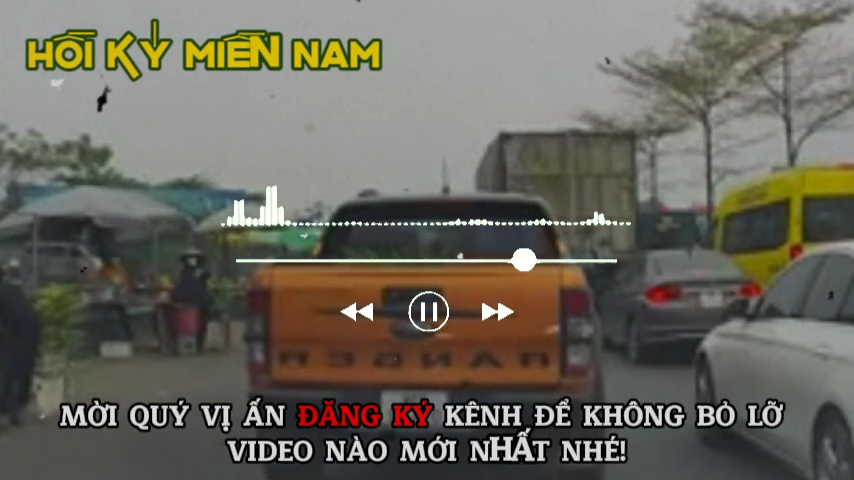 HỒI KÝ MIỀN NAM
RANGER
MỜI QUÝ VỊ ẤN ĐĂNG KÝ KÊNH ĐỂ KHÔNG BỎ LỠ
VIDEO NÀO MỚI NHẤT NHÉ!